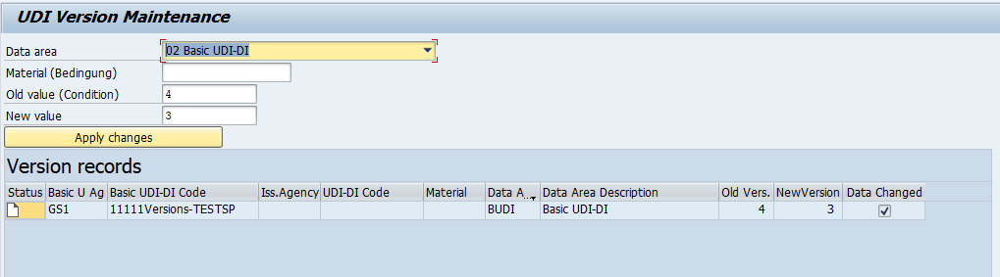 UDI Version Maintenance
Data area 02 Basic UDI-DI
Material (Bedingung)
Old value (Condition) 4
New value 3
Apply changes
Version records
Status Basic U Ag Basic UDI-DI Code Iss.Agency UDI-DI Code Material Data A... Data Area Description Old Vers. NewVersion Data Changed
GS1 11111Versions-TESTSP BUDI Basic UDI-DI 4 3